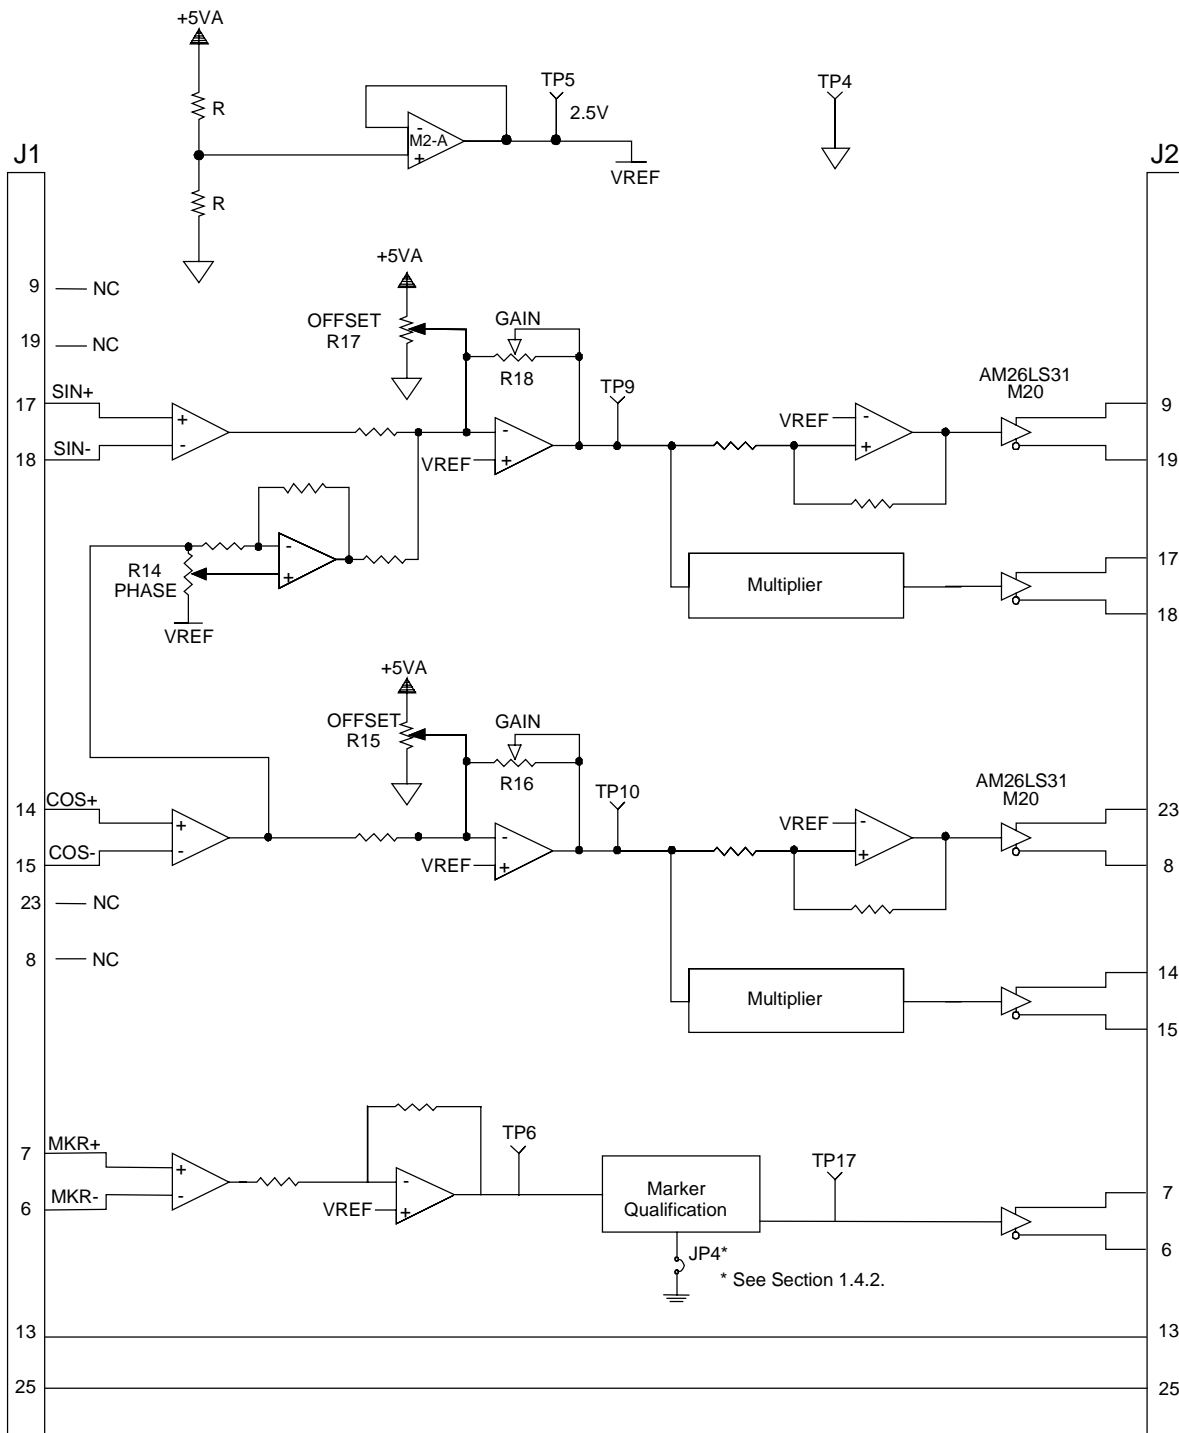 +5VA
R
R
M2-A
-
+
TP5
2.5V
VREF
TP4
J1
J2
9
NC
19
NC
+5VA
OFFSET
R17
GAIN
R18
17
SIN+
18
SIN-
+
-
-
+
VREF
TP9
VREF
-
+
AM26LS31
M20
9
19
R14
PHASE
VREF
-
+
Multiplier
17
18
+5VA
OFFSET
R15
GAIN
R16
14
COS+
15
COS-
+
-
-
+
VREF
TP10
VREF
-
+
AM26LS31
M20
23
8
23
NC
8
NC
Multiplier
14
15
7
MKR+
6
MKR-
+
-
-
+
VREF
TP6
Marker
Qualification
TP17
7
6
JP4*
* See Section 1.4.2.
13
13
25
25